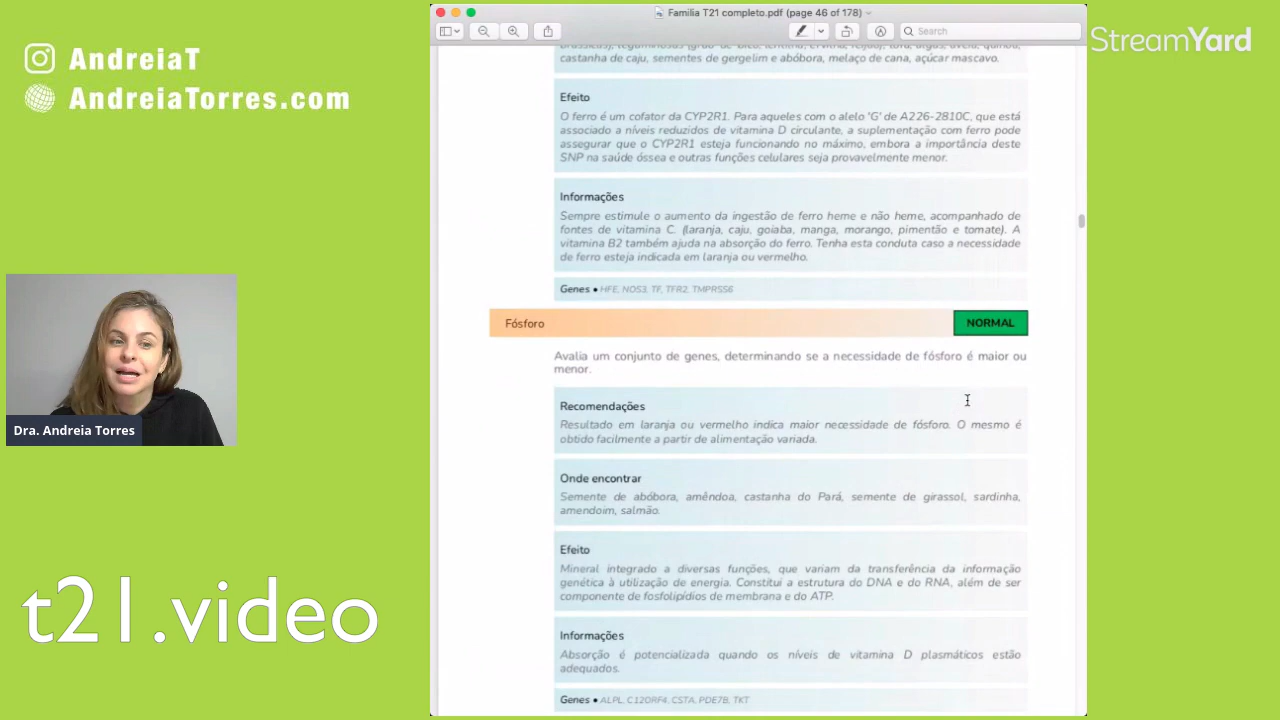 AndreiaT
AndreiaTorres.com
StreamYard
Familia T21 completo.pdf (page 46 of 178)
Search
castanha de caju, sementes de gergelim e abóbora, melaço de cana, açúcar mascavo.
Efeito
O ferro é um cofator da CYP2R1. Para aqueles com o alelo 'G' de A226-2810C, que está
associado a níveis reduzidos de vitamina D circulante, a suplementação com ferro pode
assegurar que o CYP2R1 esteja funcionando no máximo, embora a importância deste
SNP na saúde óssea e outras funções celulares seja provavelmente menor.
Informações
Sempre estimule o aumento da ingestão de ferro heme e não heme, acompanhado de
fontes de vitamina C. (laranja, caju, goiaba, manga, morango, pimentão e tomate). A
vitamina B2 também ajuda na absorção do ferro. Tenha esta conduta caso a necessidade
de ferro esteja indicada em laranja ou vermelho.
Genes • HFE, NOS3, TF, TFR2, TMPRSS6
Fósforo
NORMAL
Avalia um conjunto de genes, determinando se a necessidade de fósforo é maior ou
menor.
Recomendações
Resultado em laranja ou vermelho indica maior necessidade de fósforo. O mesmo é
obtido facilmente a partir de alimentação variada.
Onde encontrar
Semente de abóbora, amêndoa, castanha do Pará, semente de girassol, sardinha,
amendoim, salmão.
Efeito
Mineral integrado a diversas funções, que variam da transferência da informação
genética à utilização de energia. Constitui a estrutura do DNA e do RNA, além de ser
componente de fosfolipídios de membrana e do ATP.
Informações
Absorção é potencializada quando os níveis de vitamina D plasmáticos estão
adequados.
Genes • ALPL, C12ORF4, CSTA, PDE7B, TKT
Dra. Andreia Torres
t21.video